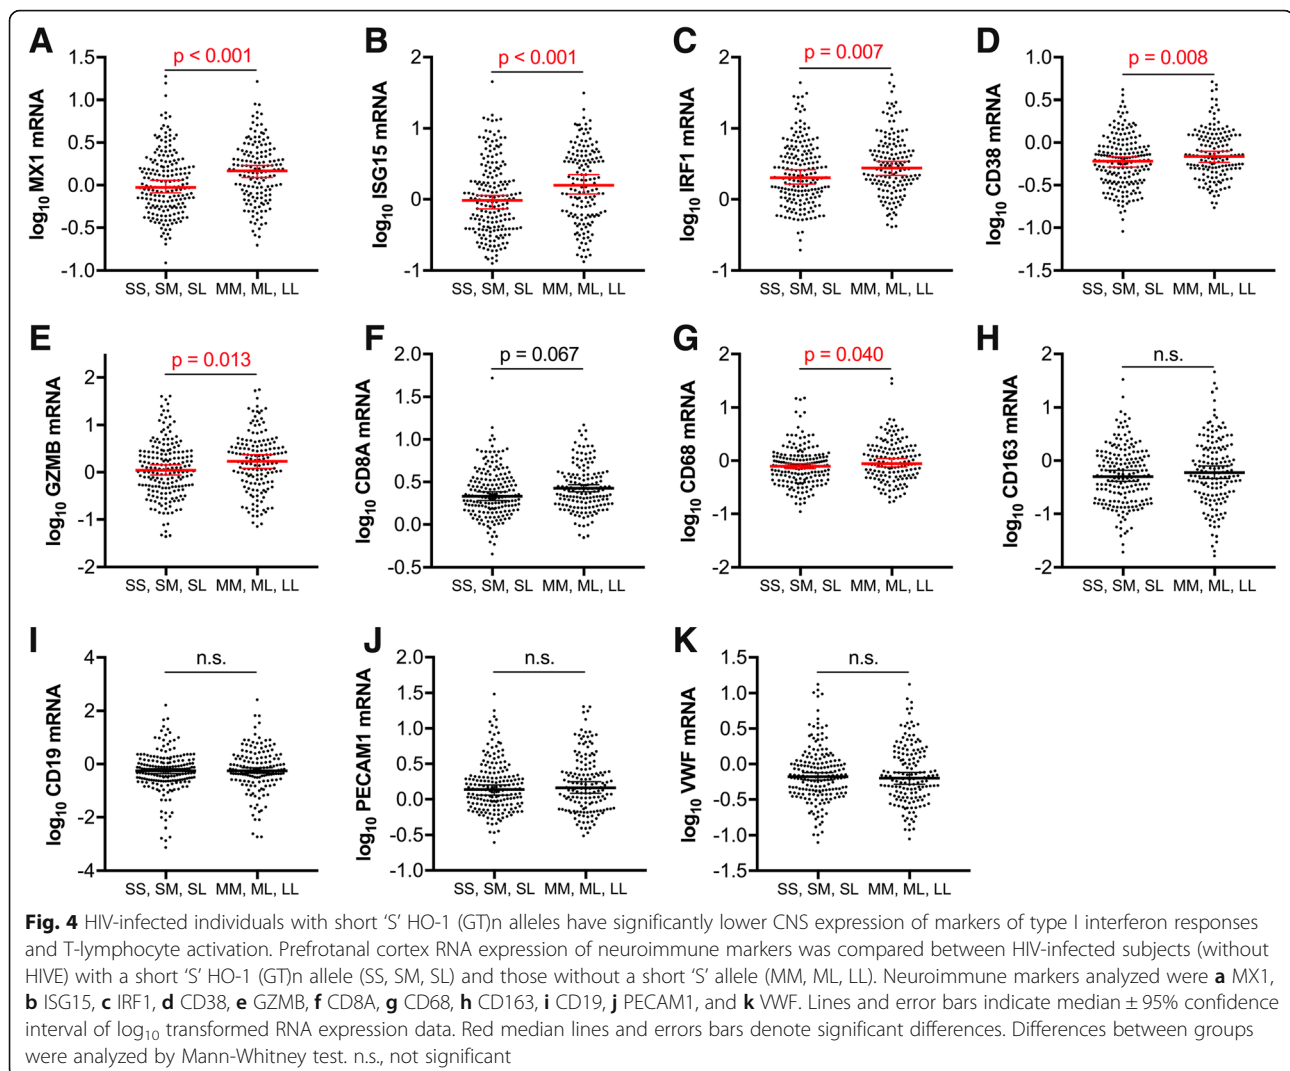 A
B
C
D
p < 0.001
p < 0.001
p = 0.007
p = 0.008
log10 MX1 mRNA
1.5
1.0
0.5
0.0
-0.5
-1.0
SS, SM, SL MM, ML, LL
log10 ISG15 mRNA
2
1
0
-1
SS, SM, SL MM, ML, LL
log10 IRF1 mRNA
2
1
0
-1
SS, SM, SL MM, ML, LL
log10 CD38 mRNA
1.0
0.5
0.0
-0.5
-1.0
-1.5
SS, SM, SL MM, ML, LL
E
F
G
H
p = 0.013
p = 0.067
p = 0.040
n.s.
log10 GZMB mRNA
2
1
0
-1
-2
SS, SM, SL MM, ML, LL
log10 CD8A mRNA
2.0
1.5
1.0
0.5
0.0
-0.5
SS, SM, SL MM, ML, LL
log10 CD68 mRNA
2
1
0
-1
-2
SS, SM, SL MM, ML, LL
log10 CD163 mRNA
2
1
0
-1
-2
SS, SM, SL MM, ML, LL
I
J
K
n.s.
n.s.
n.s.
log10 CD19 mRNA
4
2
0
-2
-4
SS, SM, SL MM, ML, LL
log10 PECAM1 mRNA
2.0
1.5
1.0
0.5
0.0
-0.5
-1.0
SS, SM, SL MM, ML, LL
log10 VWF mRNA
1.5
1.0
0.5
0.0
-0.5
-1.0
-1.5
SS, SM, SL MM, ML, LL
Fig. 4 HIV-infected individuals with short ‘S’ HO-1 (GT)n alleles have significantly lower CNS expression of markers of type I interferon responses
and T-lymphocyte activation. Prefrotanal cortex RNA expression of neuroimmune markers was compared between HIV-infected subjects (without
HIVE) with a short ‘S’ HO-1 (GT)n allele (SS, SM, SL) and those without a short ‘S’ allele (MM, ML, LL). Neuroimmune markers analyzed were a MX1,
b ISG15, c IRF1, d CD38, e GZMB, f CD8A, g CD68, h CD163, i CD19, j PECAM1, and k VWF. Lines and error bars indicate median ± 95% confidence
interval of log10 transformed RNA expression data. Red median lines and errors bars denote significant differences. Differences between groups
were analyzed by Mann-Whitney test. n.s., not significant